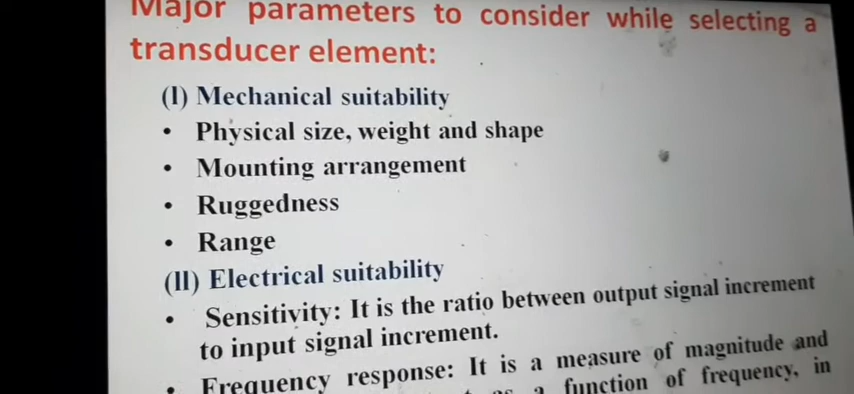 Major parameters to consider while selecting a
transducer element:
(I) Mechanical suitability
• Physical size, weight and shape
• Mounting arrangement
• Ruggedness
• Range
(II) Electrical suitability
• Sensitivity: It is the ratio between output signal increment
to input signal increment.
• Frequency response: It is a measure of magnitude and
as a function of frequency, in